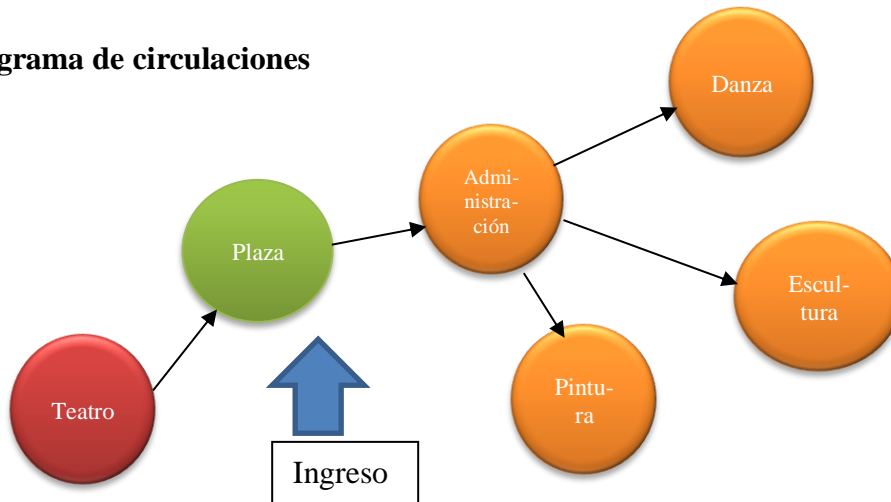 grama de circulaciones
Danza
Admi-
nistra-
ción
Plaza
Escul-
tura
Pintu-
ra
Teatro
Ingreso